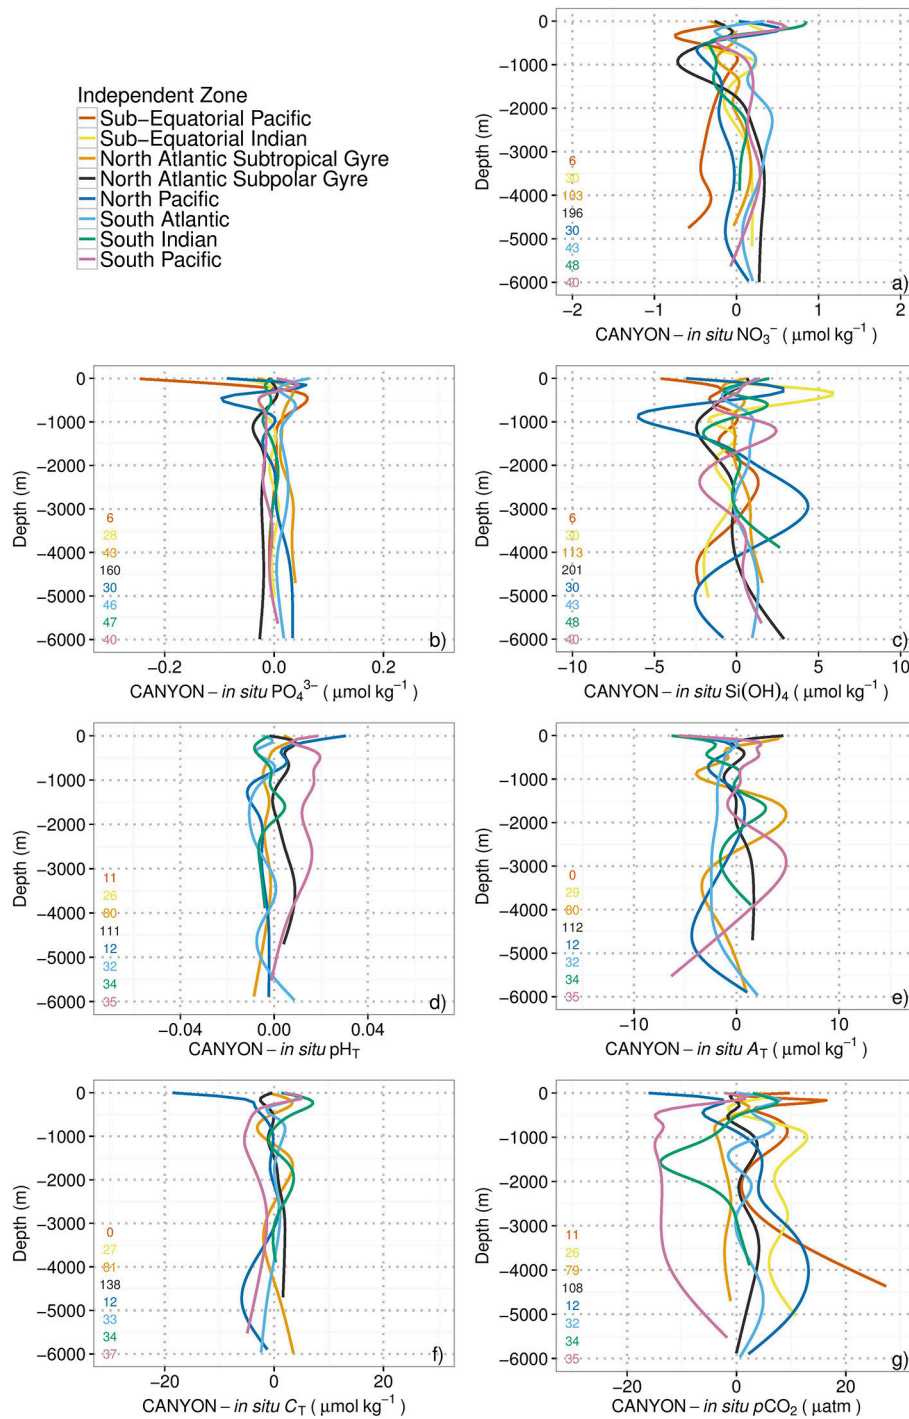 Independent Zone
Sub−Equatorial Pacific
Sub−Equatorial Indian
North Atlantic Subtropical Gyre
North Atlantic Subpolar Gyre
North Pacific
South Atlantic
South Indian
South Pacific
Depth (m)
0
−1000
−2000
−3000
−4000
−5000
−6000
6
30
103
196
30
43
48
40
a)
−2 −1 0 1 2
CANYON − in situ NO₃⁻ ( μmol kg⁻¹ )
Depth (m)
0
−1000
−2000
−3000
−4000
−5000
−6000
6
28
43
160
30
46
47
40
b)
−0.2 0.0 0.2
CANYON − in situ PO₄³⁻ ( μmol kg⁻¹ )
Depth (m)
0
−1000
−2000
−3000
−4000
−5000
−6000
6
30
113
201
30
43
48
40
c)
−10 −5 0 5 10
CANYON − in situ Si(OH)₄ ( μmol kg⁻¹ )
Depth (m)
0
−1000
−2000
−3000
−4000
−5000
−6000
11
26
80
111
12
32
34
35
d)
−0.04 0.00 0.04
CANYON − in situ pH_T
Depth (m)
0
−1000
−2000
−3000
−4000
−5000
−6000
0
29
80
112
12
32
34
35
e)
−10 0 10
CANYON − in situ A_T ( μmol kg⁻¹ )
Depth (m)
0
−1000
−2000
−3000
−4000
−5000
−6000
0
27
81
138
12
33
34
37
f)
−20 0 20
CANYON − in situ C_T ( μmol kg⁻¹ )
Depth (m)
0
−1000
−2000
−3000
−4000
−5000
−6000
11
26
79
108
12
32
34
35
g)
−20 0 20
CANYON − in situ pCO₂ ( μatm )